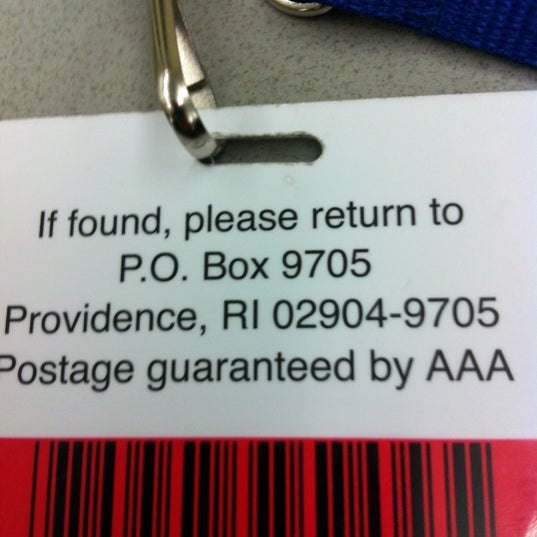 If found, please return to
P.O. Box 9705
Providence, RI 02904-9705
Postage guaranteed by AAA